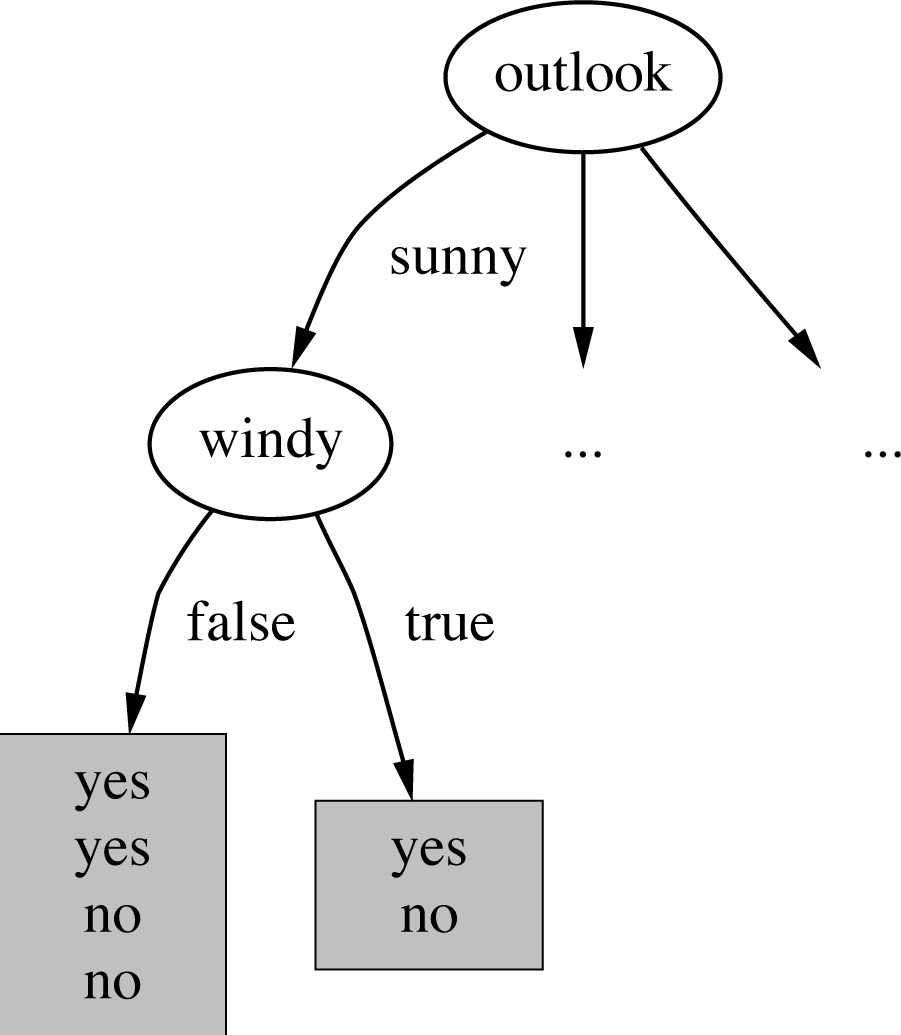 outlook
sunny
windy
...
...
false
true
yes
yes
no
no
yes
no